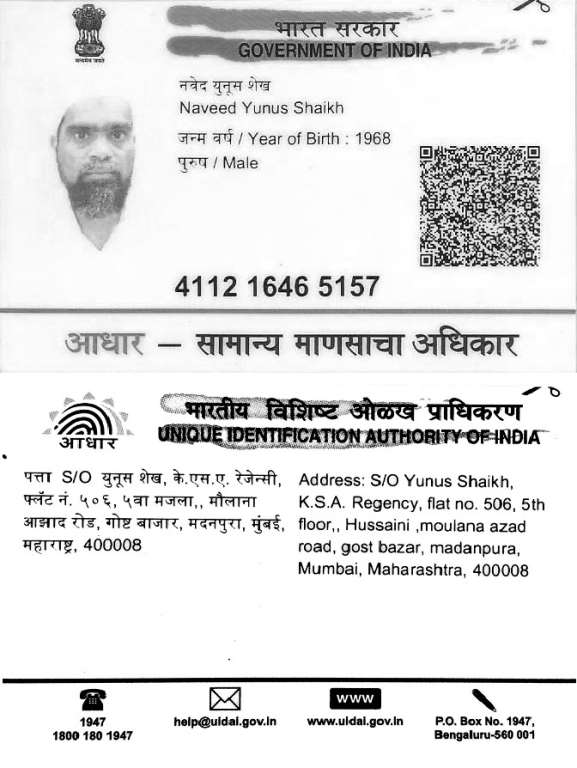 भारत सरकार
GOVERNMENT OF INDIA
सत्यमेव जयते
नवेद युनूस शेख
Naveed Yunus Shaikh
जन्म वर्ष / Year of Birth : 1968
पुरुष / Male
4112 1646 5157
आधार – सामान्य माणसाचा अधिकार
भारतीय विशिष्ट ओळख प्राधिकरण
UNIQUE IDENTIFICATION AUTHORITY OF INDIA
आधार
पत्ता S/O युनूस शेख, के.एस.ए. रेजेन्सी,
फ्लॅट नं. ५०६, ५वा मजला,, मौलाना
आझाद रोड, गोष्ट बाजार, मदनपुरा, मुंबई,
महाराष्ट्र, 400008
Address: S/O Yunus Shaikh,
K.S.A. Regency, flat no. 506, 5th
floor,, Hussaini ,moulana azad
road, gost bazar, madanpura,
Mumbai, Maharashtra, 400008
1947
1800 180 1947
help@uidai.gov.in
www
www.uidai.gov.in
P.O. Box No. 1947,
Bengaluru-560 001